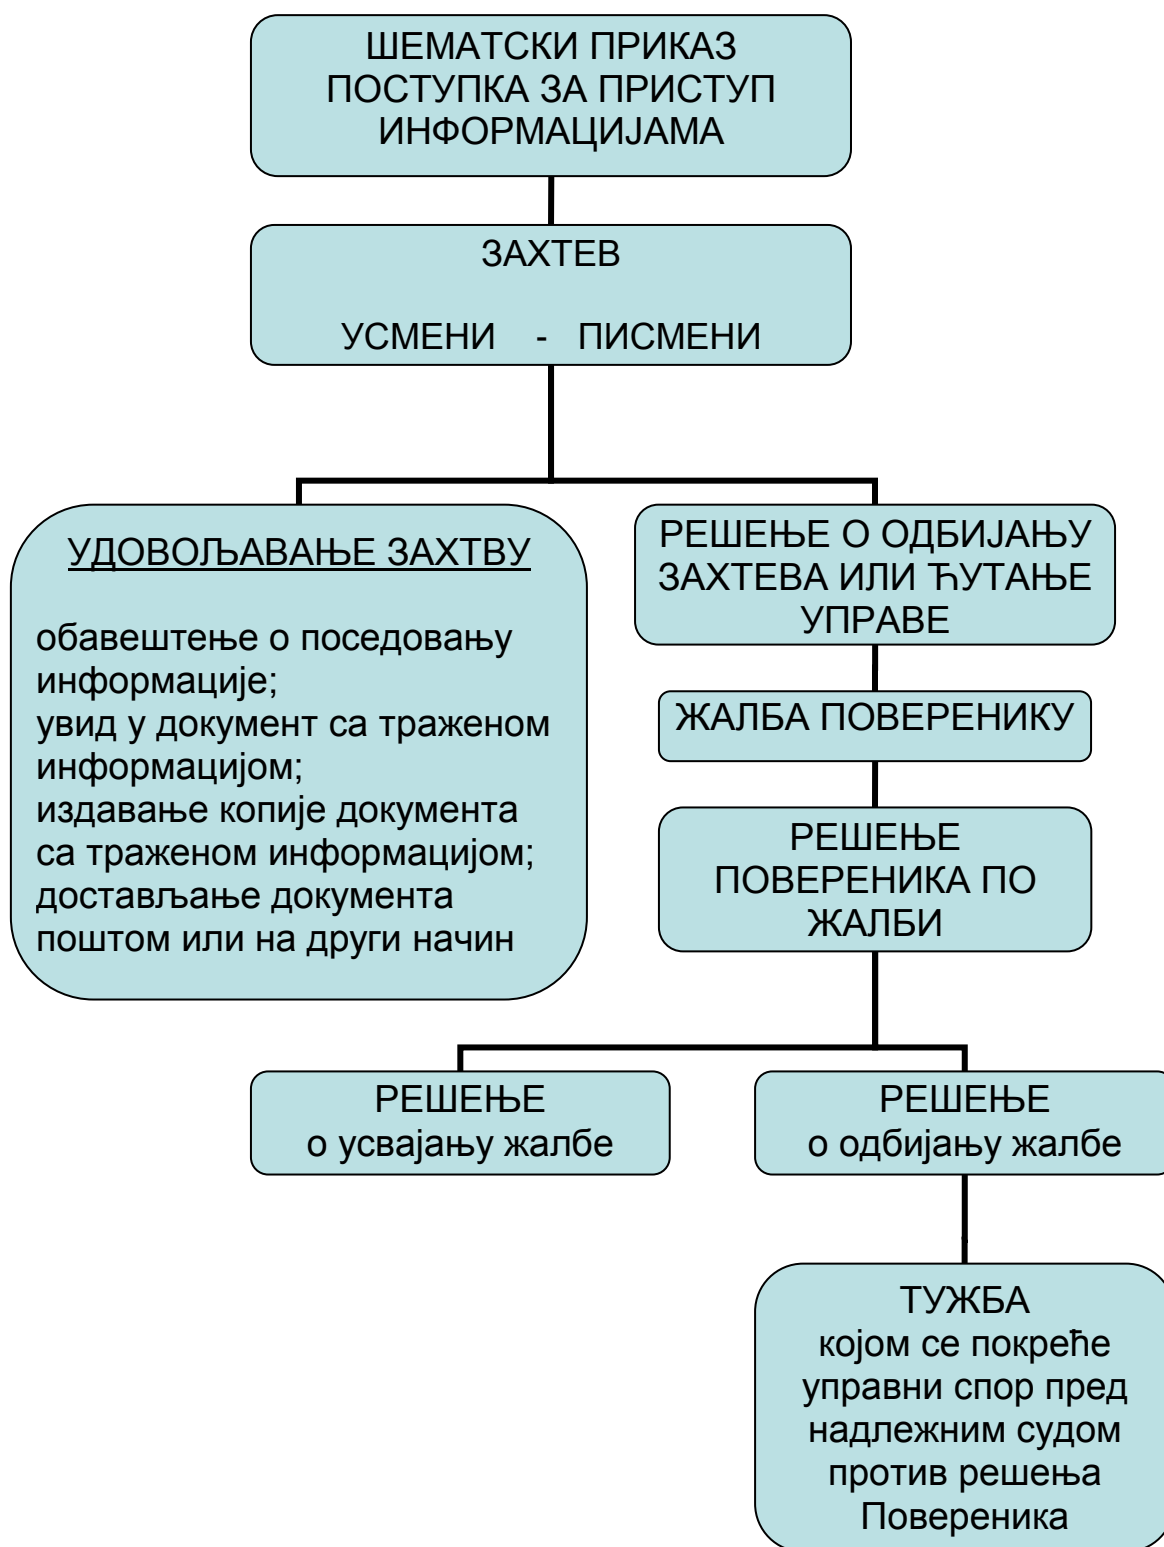 ШЕМАТСКИ ПРИКАЗ
ПОСТУПКА ЗА ПРИСТУП
ИНФОРМАЦИЈАМА
ЗАХТЕВ
УСМЕНИ - ПИСМЕНИ
УДОВОЉАВАЊЕ ЗАХТВУ
обавештење о поседовању
информације;
увид у документ са траженом
информацијом;
издавање копије документа
са траженом информацијом;
достављање документа
поштом или на други начин
РЕШЕЊЕ О ОДБИЈАЊУ
ЗАХТЕВА ИЛИ ЋУТАЊЕ
УПРАВЕ
ЖАЛБА ПОВЕРЕНИКУ
РЕШЕЊЕ
ПОВЕРЕНИКА ПО
ЖАЛБИ
РЕШЕЊЕ
о усвајању жалбе
РЕШЕЊЕ
о одбијању жалбе
ТУЖБА
којом се покреће
управни спор пред
надлежним судом
против решења
Повереника